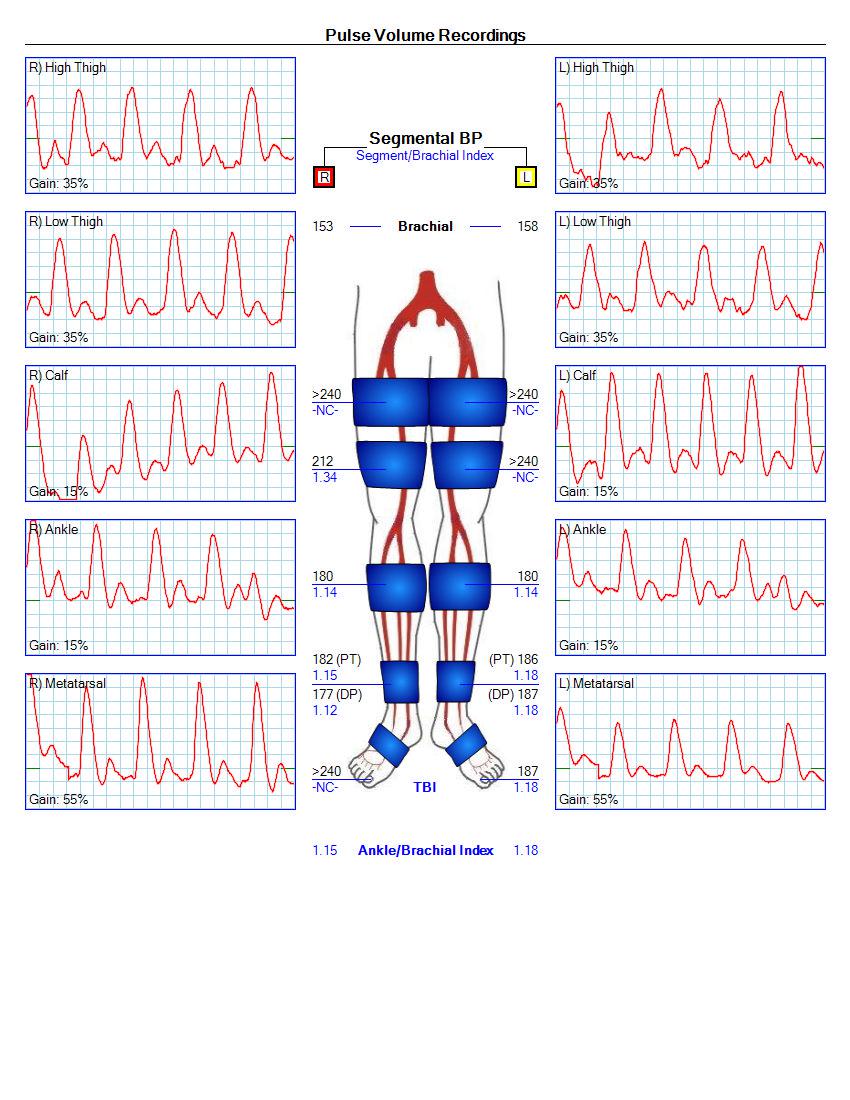 Pulse Volume Recordings
R) High Thigh
Gain: 35%
L) High Thigh
Gain: 35%
Segmental BP
Segment/Brachial Index
R
L
153 Brachial 158
R) Low Thigh
Gain: 35%
L) Low Thigh
Gain: 35%
R) Calf
Gain: 15%
L) Calf
Gain: 15%
>240 >240
-NC- -NC-
212 >240
1.34 -NC-
R) Ankle
Gain: 15%
L) Ankle
Gain: 15%
180 180
1.14 1.14
182 (PT) (PT) 186
1.15 1.18
177 (DP) (DP) 187
1.12 1.18
R) Metatarsal
Gain: 55%
L) Metatarsal
Gain: 55%
>240 187
-NC- TBI 1.18
1.15 Ankle/Brachial Index 1.18